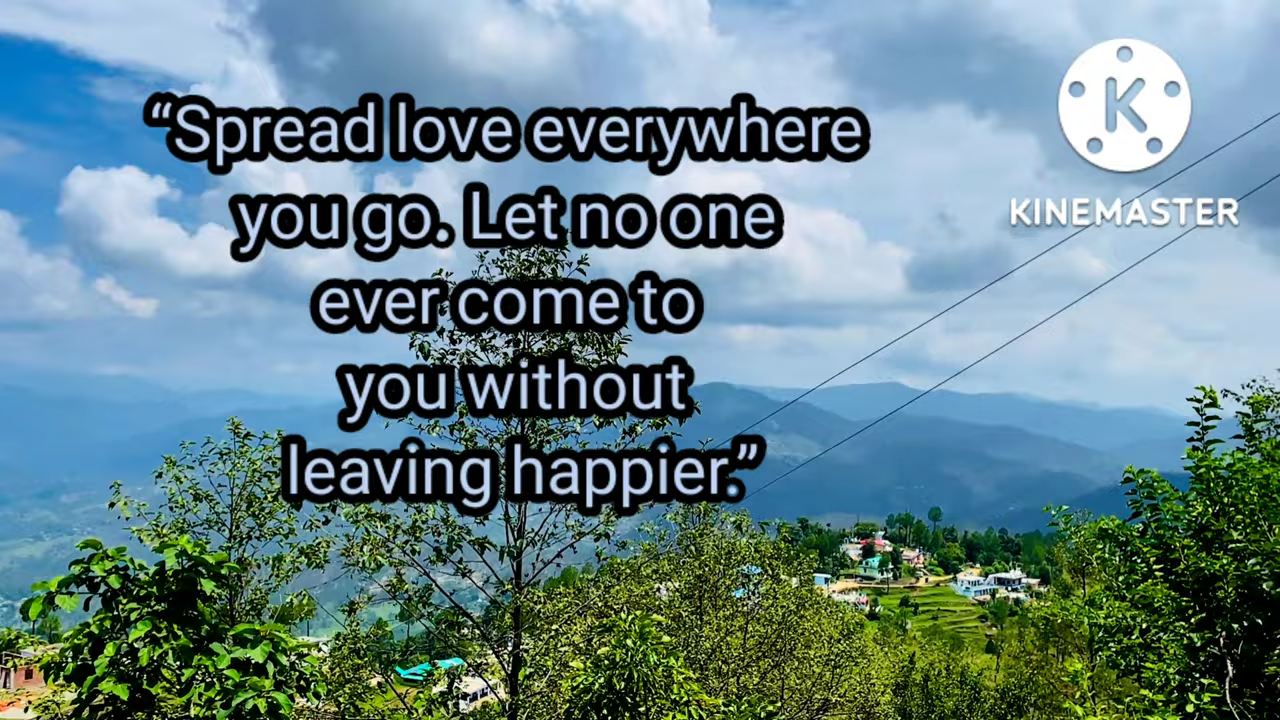 “Spread love everywhere
you go. Let no one
ever come to
you without
leaving happier.”
K
KINEMASTER